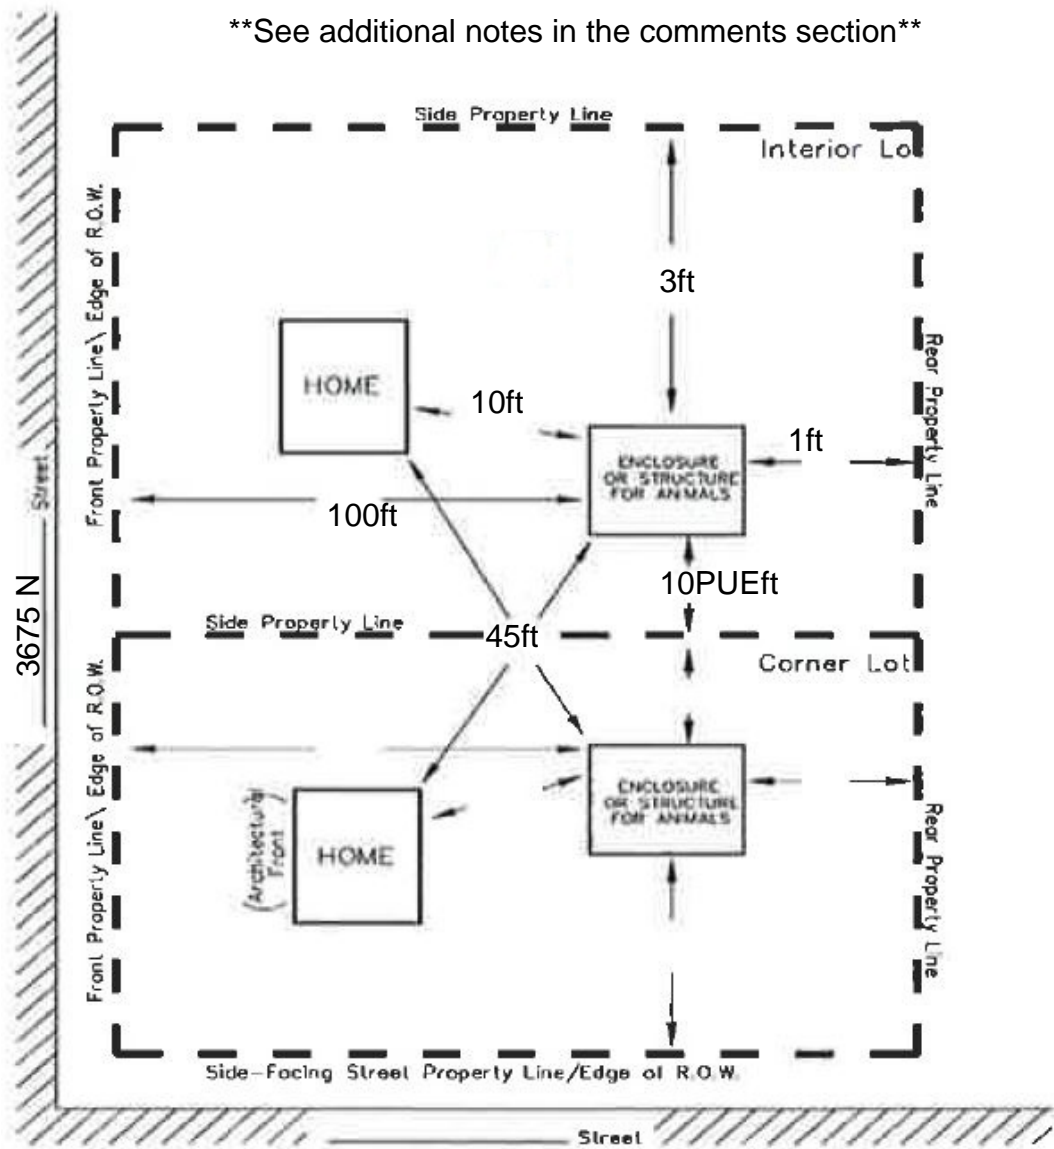 **See additional notes in the comments section**
Side Property Line
Interior Lo
Front Property Line\ Edge of R.O.W.
3ft
HOME
10ft
ENCLOSURE
OR STRUCTURE
FOR ANIMALS
1ft
Rear Property Line
Street
100ft
10PUEft
3675 N
Side Property Line
45ft
Corner Lot
Front Property Line\ Edge of R.O.W.
(Architectural
Front)
HOME
ENCLOSURE
OR STRUCTURE
FOR ANIMALS
Rear Property Line
Side-Facing Street Property Line/Edge of R.O.W.
Street